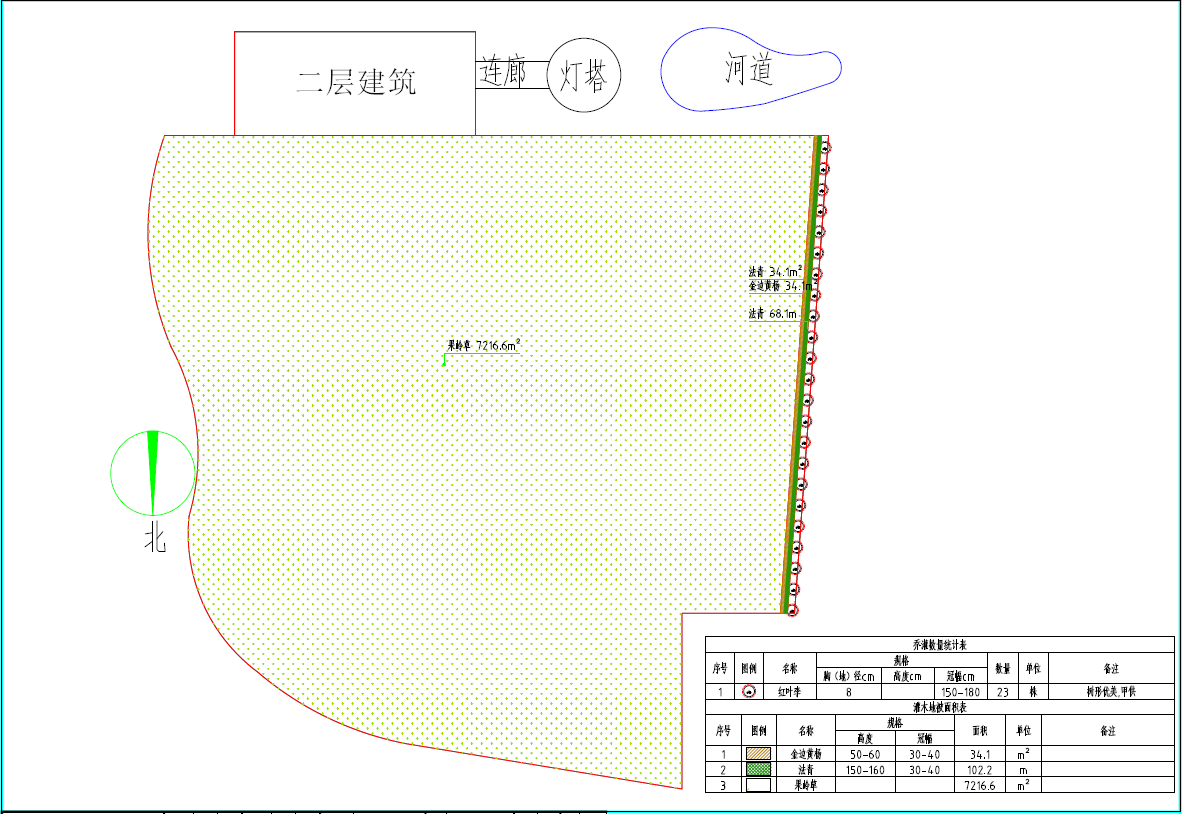 二层建筑
连廊
灯塔
河道
法青 34.1m²
金边黄杨 34.1m²
法青 68.1m
果岭草 7216.6m²
北
乔灌数量统计表
序号 图例 名称 规格 数量 单位 备注
胸（地）径cm 高度cm 冠幅cm
1 红叶李 8 150-180 23 株 树形优美,甲供
灌木地被面积表
序号 图例 名称 规格 面积 单位 备注
高度 冠幅
1 金边黄杨 50-60 30-40 34.1 m²
2 法青 150-160 30-40 102.2 m
3 果岭草 7216.6 m²